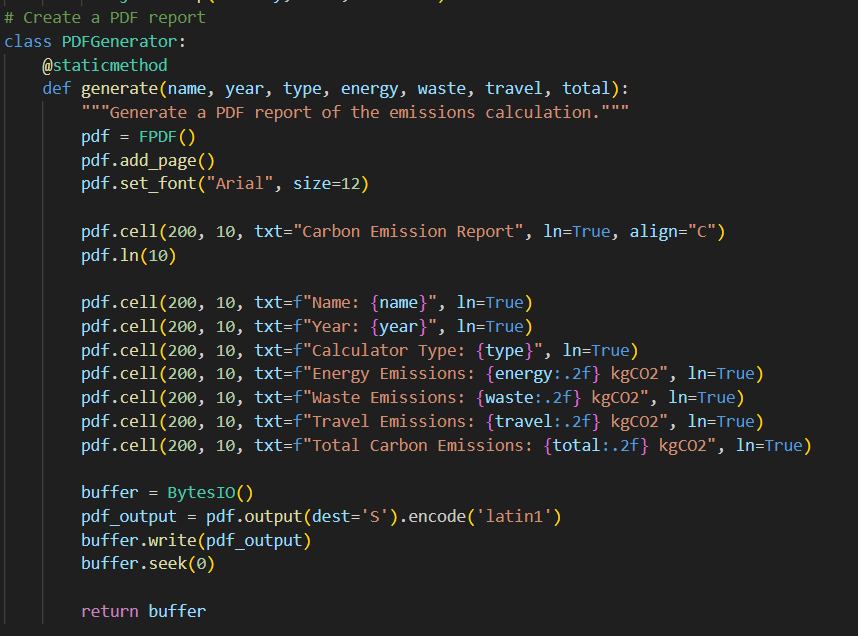 # Create a PDF report
class PDFGenerator:
    @staticmethod
    def generate(name, year, type, energy, waste, travel, total):
        """Generate a PDF report of the emissions calculation."""
        pdf = FPDF()
        pdf.add_page()
        pdf.set_font("Arial", size=12)

        pdf.cell(200, 10, txt="Carbon Emission Report", ln=True, align="C")
        pdf.ln(10)

        pdf.cell(200, 10, txt=f"Name: {name}", ln=True)
        pdf.cell(200, 10, txt=f"Year: {year}", ln=True)
        pdf.cell(200, 10, txt=f"Calculator Type: {type}", ln=True)
        pdf.cell(200, 10, txt=f"Energy Emissions: {energy:.2f} kgCO2", ln=True)
        pdf.cell(200, 10, txt=f"Waste Emissions: {waste:.2f} kgCO2", ln=True)
        pdf.cell(200, 10, txt=f"Travel Emissions: {travel:.2f} kgCO2", ln=True)
        pdf.cell(200, 10, txt=f"Total Carbon Emissions: {total:.2f} kgCO2", ln=True)

        buffer = BytesIO()
        pdf_output = pdf.output(dest='S').encode('latin1')
        buffer.write(pdf_output)
        buffer.seek(0)

        return buffer